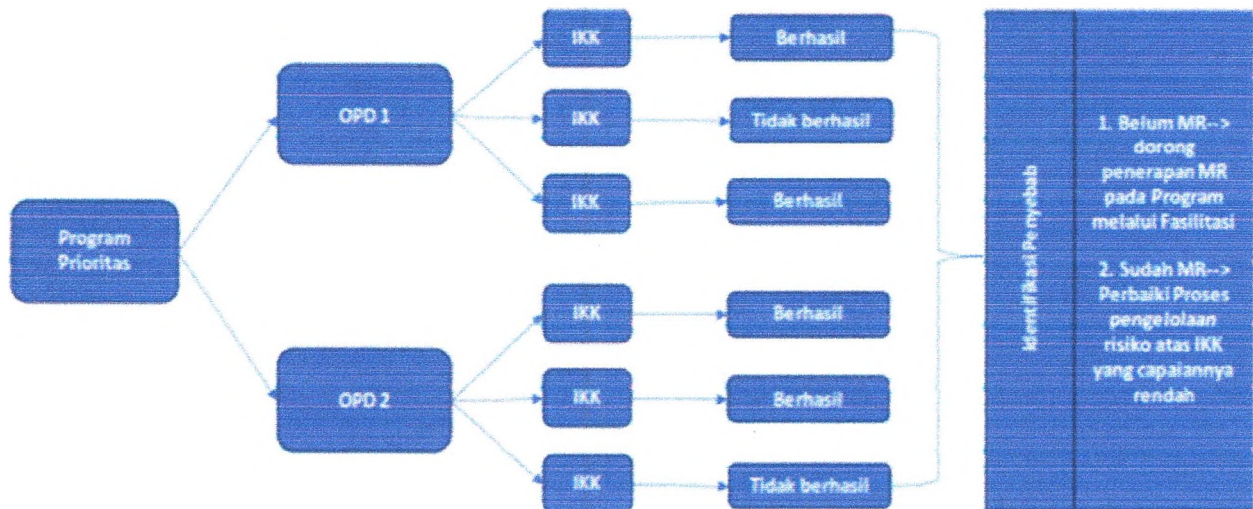 Program
Prioritas
OPD 1
OPD 2
IKK
Berhasil
IKK
Tidak berhasil
IKK
Berhasil
IKK
Berhasil
IKK
Berhasil
IKK
Tidak berhasil
Identifikasi Penyebab
1. Belum MR-->
dorong
penerapan MR
pada Program
melalui Fasilitasi
2. Sudah MR-->
Perbaiki Proses
pengelolaan
risiko atas IKK
yang capaiannya
rendah